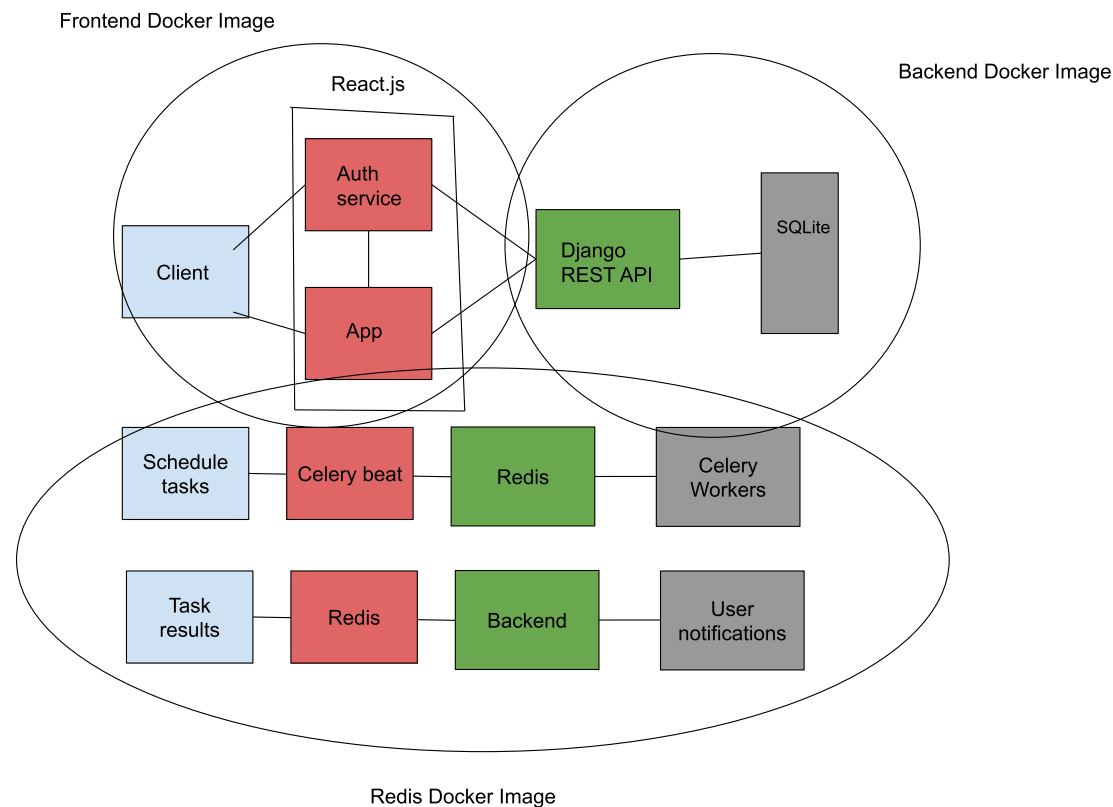 Frontend Docker Image
Backend Docker Image
React.js
Auth
service
Client
App
Django
REST API
SQLite
Schedule
tasks
Celery beat
Redis
Celery
Workers
Task
results
Redis
Backend
User
notifications
Redis Docker Image